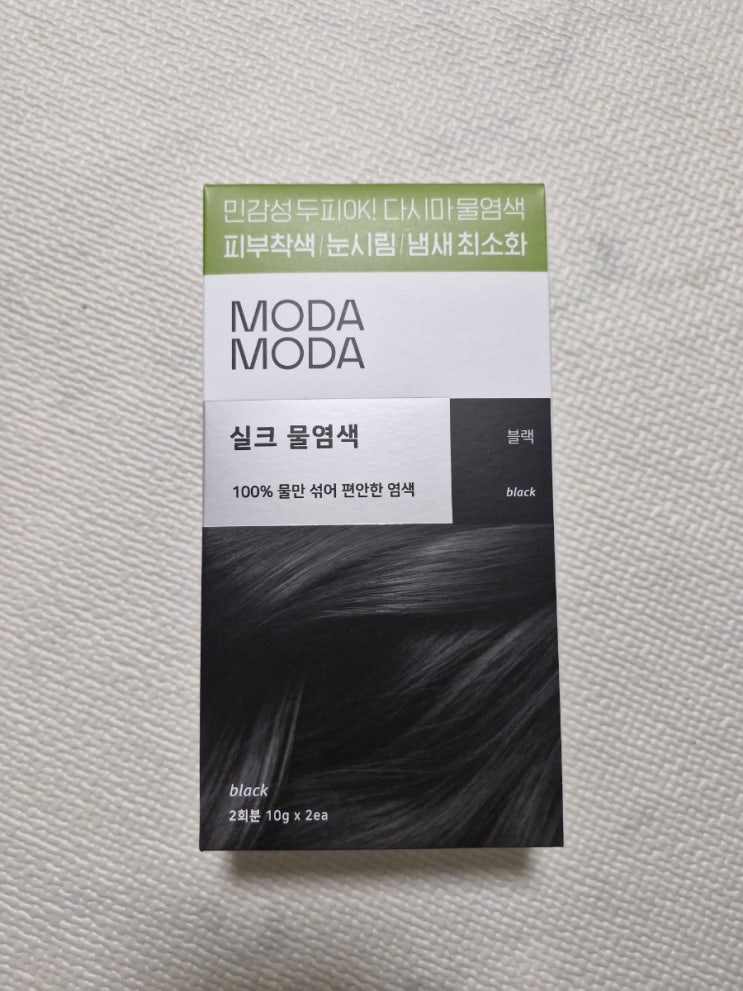 민감성 두피OK! 다시마 물염색
피부착색 / 눈시림 / 냄새 최소화
MODA
MODA
실크 물염색
100% 물만 섞어 편안한 염색
블랙
black
black
2회분 10g x 2ea